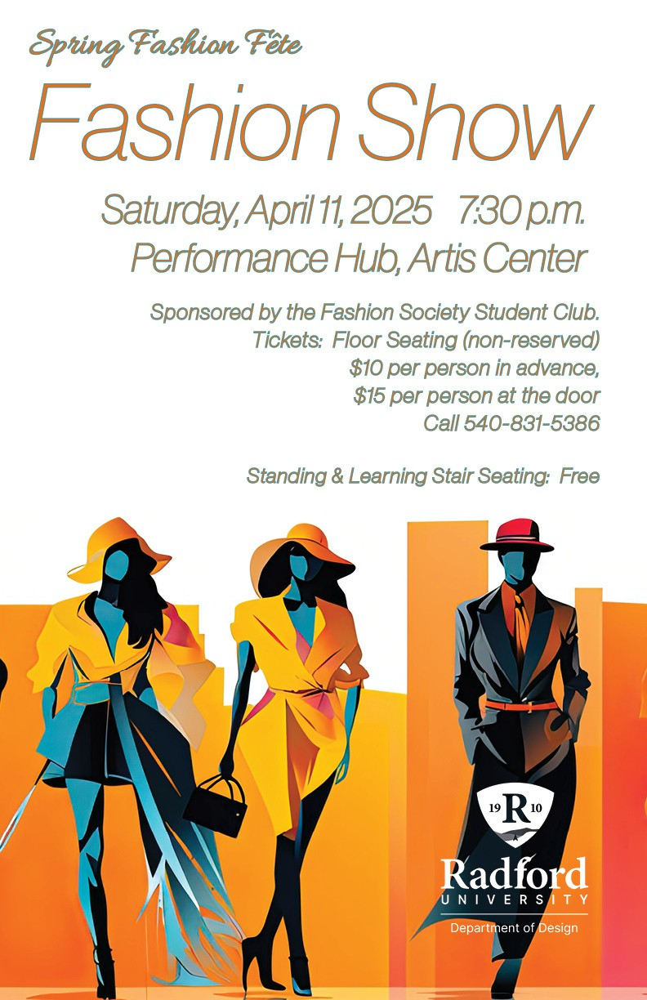 Spring Fashion Fête
Fashion Show
Saturday, April 11, 2025 7:30 p.m.
Performance Hub, Artis Center
Sponsored by the Fashion Society Student Club.
Tickets: Floor Seating (non-reserved)
$10 per person in advance,
$15 per person at the door
Call 540-831-5386
Standing & Learning Stair Seating: Free
19 R 10
Radford
UNIVERSITY
Department of Design